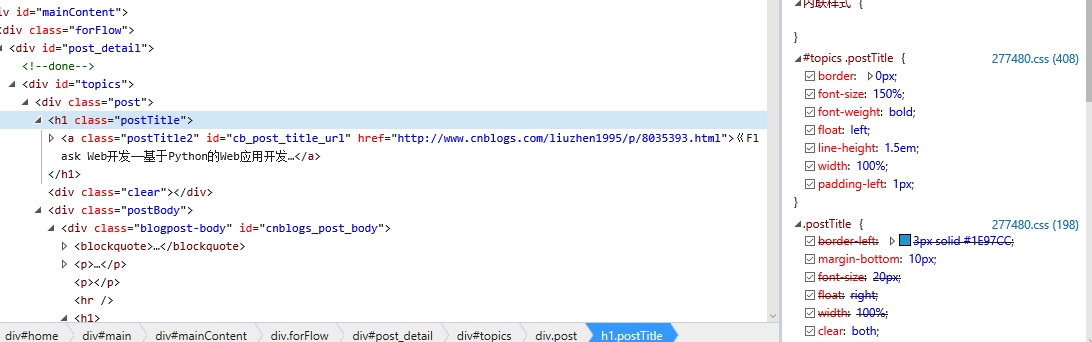 div id="mainContent">
<div class="forFlow">
<div id="post_detail">
<!--done-->
<div id="topics">
<div class="post">
<h1 class="postTitle">
<a class="postTitle2" id="cb_post_title_url" href="http://www.cnblogs.com/liuzhen1995/p/8035393.html">《Fl
ask Web开发—基于Python的Web应用开发…</a>
</h1>
<div class="clear"></div>
<div class="postBody">
<div class="blogpost-body" id="cnblogs_post_body">
<blockquote>…</blockquote>
<p>…</p>
<p></p>
<hr />
<h1>
div#home div#main div#mainContent div.forFlow div#post_detail div#topics div.post h1.postTitle
内联样式 {
}
#topics .postTitle { 277480.css (408)
border: 0px;
font-size: 150%;
font-weight: bold;
float: left;
line-height: 1.5em;
width: 100%;
padding-left: 1px;
}
.postTitle { 277480.css (198)
border-left: 3px solid #1E97CC;
margin-bottom: 10px;
font-size: 20px;
float: right;
width: 100%;
clear: both;